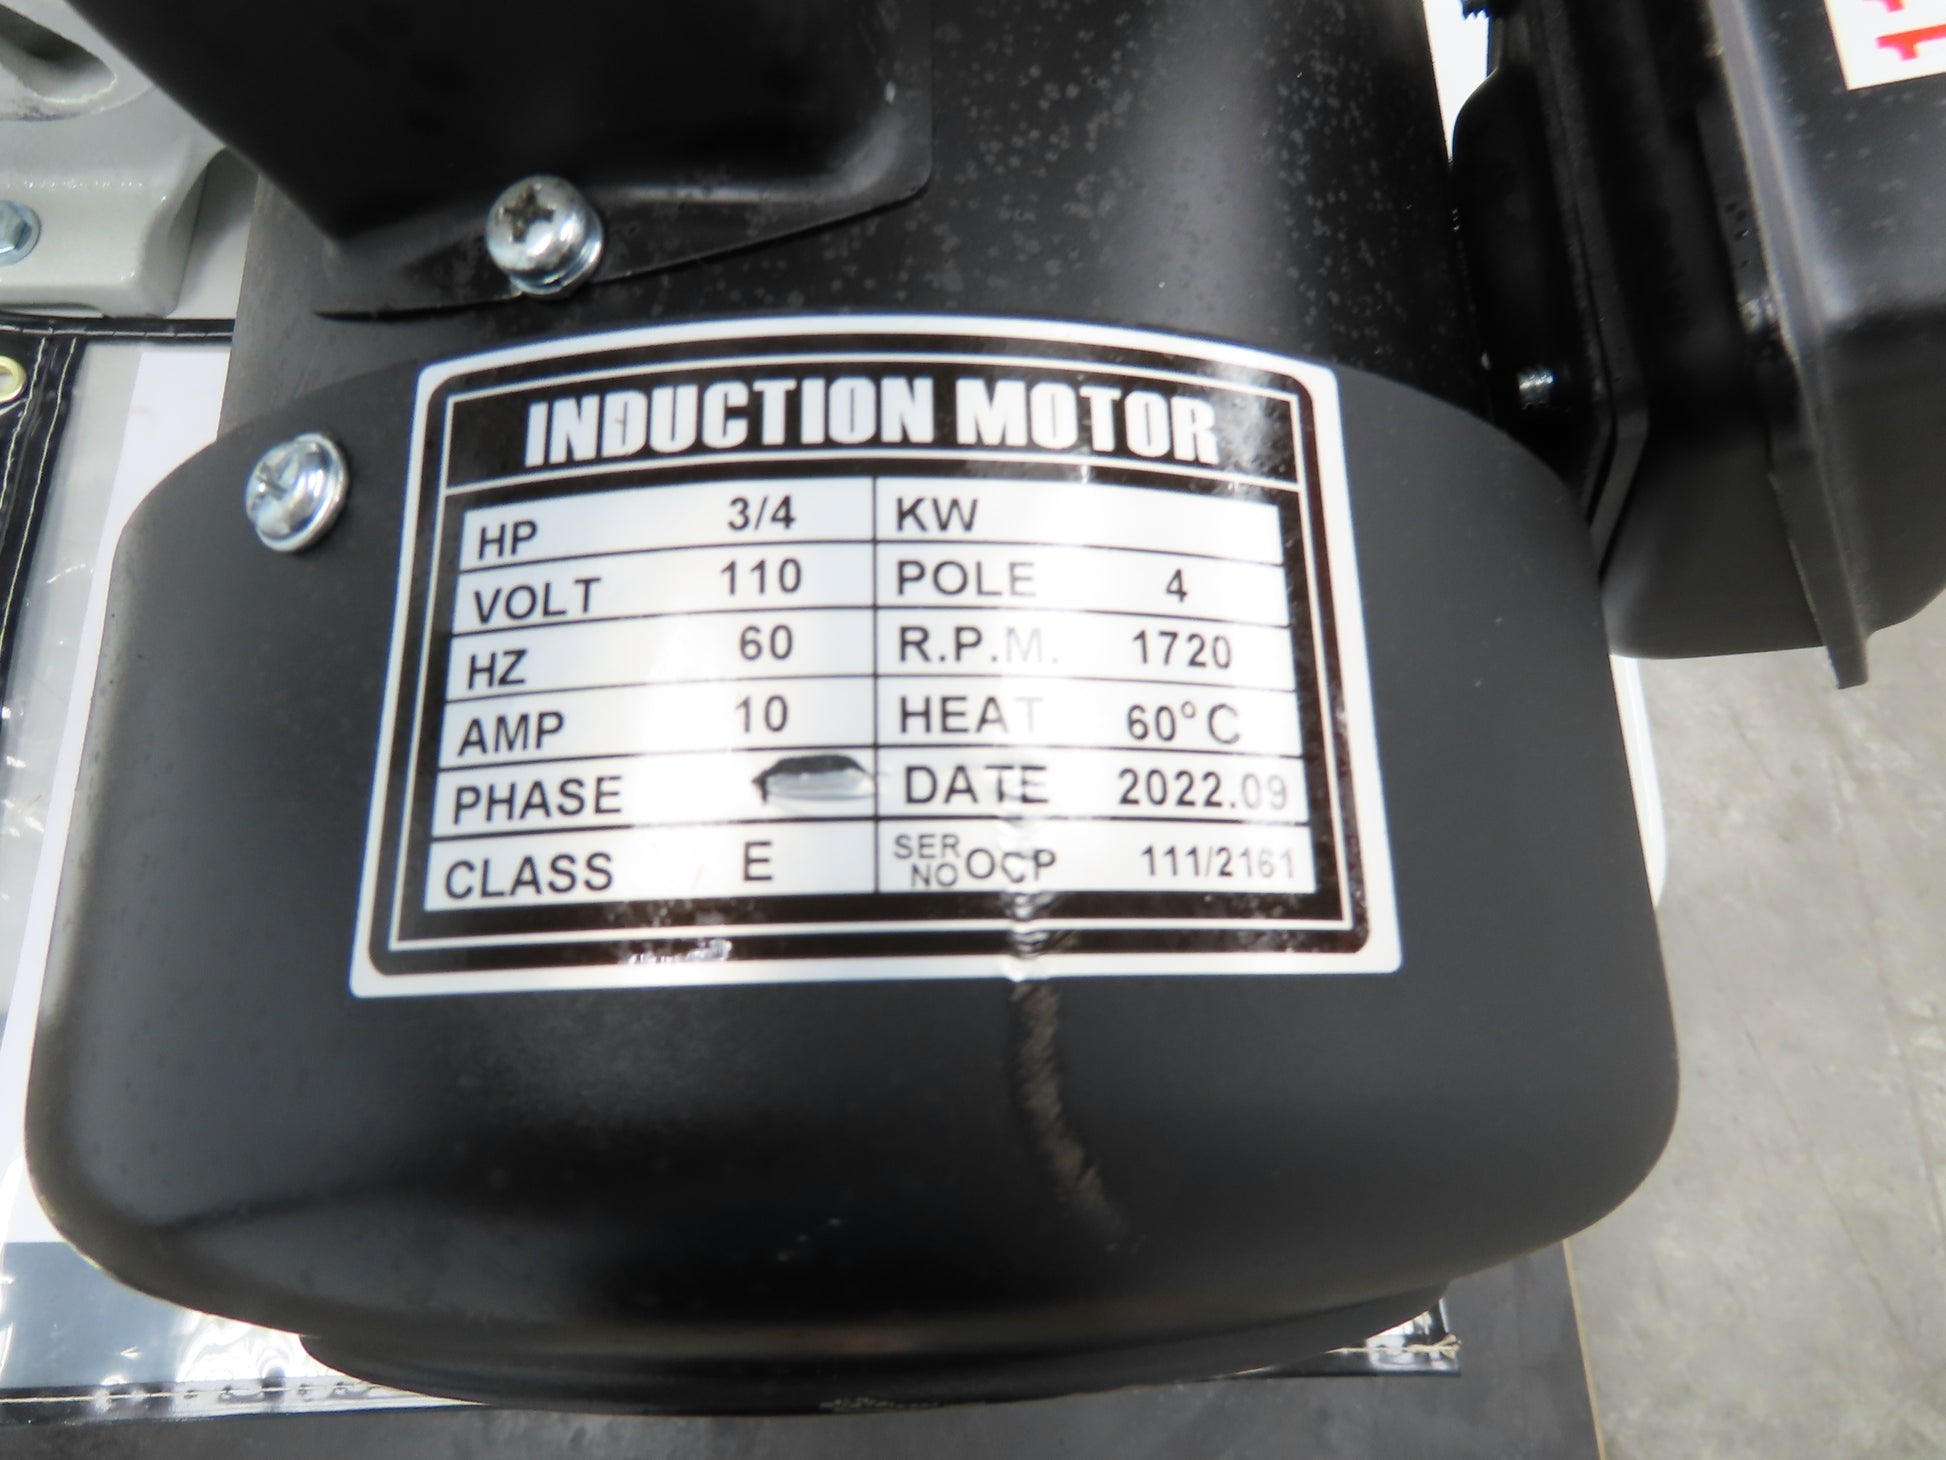 INDUCTION MOTOR
HP 3/4 KW
VOLT 110 POLE 4
HZ 60 R.P.M. 1720
AMP 10 HEAT 60°C
PHASE DATE 2022.09
CLASS E SER NO OCP 111/2161